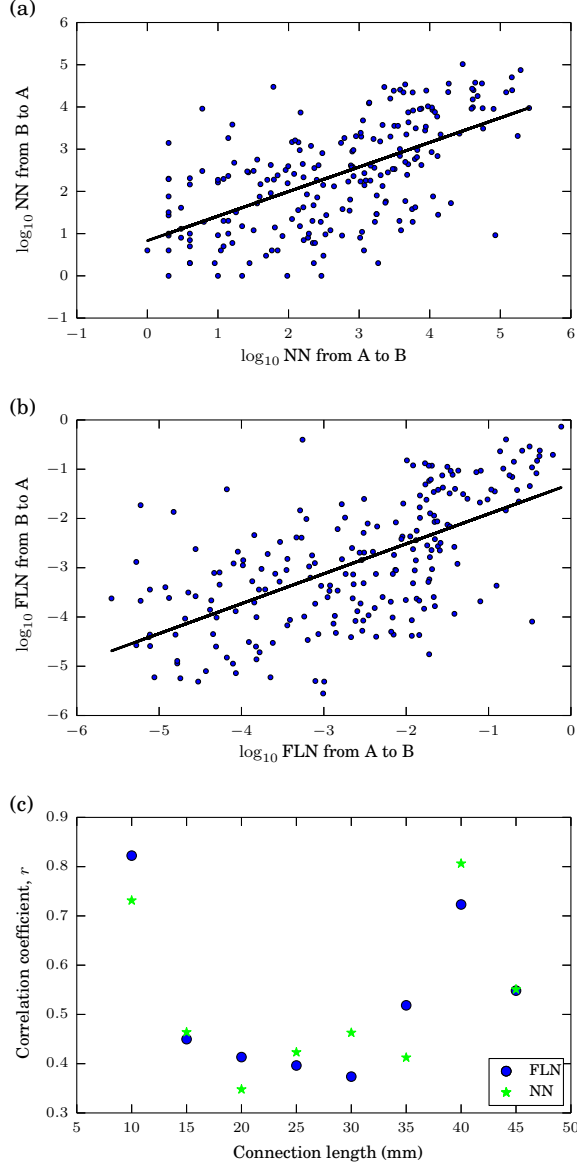 (a)
6
5
4
3
2
1
0
−1
log₁₀ NN from B to A
−1 0 1 2 3 4 5 6
log₁₀ NN from A to B
(b)
0
−1
−2
−3
−4
−5
−6
log₁₀ FLN from B to A
−6 −5 −4 −3 −2 −1 0
log₁₀ FLN from A to B
(c)
0.9
0.8
0.7
0.6
0.5
0.4
0.3
Correlation coefficient, r
FLN
NN
5 10 15 20 25 30 35 40 45 50
Connection length (mm)